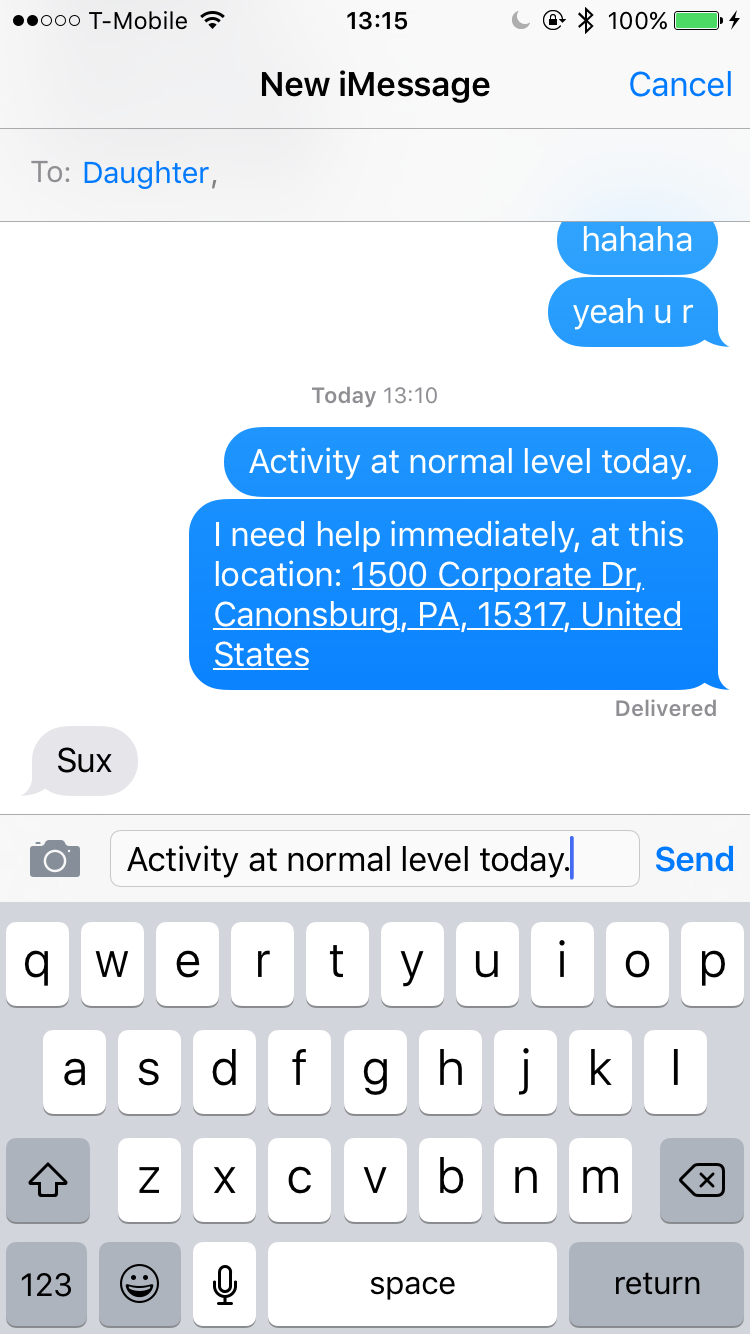 T-Mobile 13:15 100%
New iMessage Cancel
To: Daughter,
hahaha
yeah u r
Today 13:10
Activity at normal level today.
I need help immediately, at this
location: 1500 Corporate Dr,
Canonsburg, PA, 15317, United
States
Delivered
Sux
Activity at normal level today. Send
q w e r t y u i o p
a s d f g h j k l
z x c v b n m
123 space return